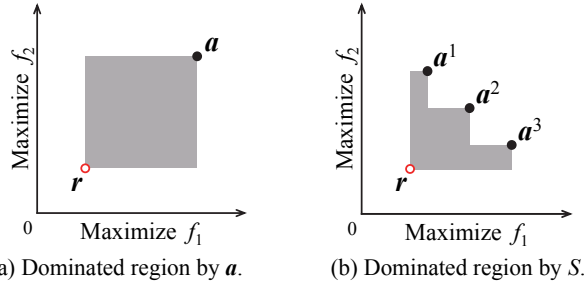 Maximize f₂
a
r
0
Maximize f₁
a) Dominated region by a.
Maximize f₂
a¹
a²
a³
r
0
Maximize f₁
(b) Dominated region by S.